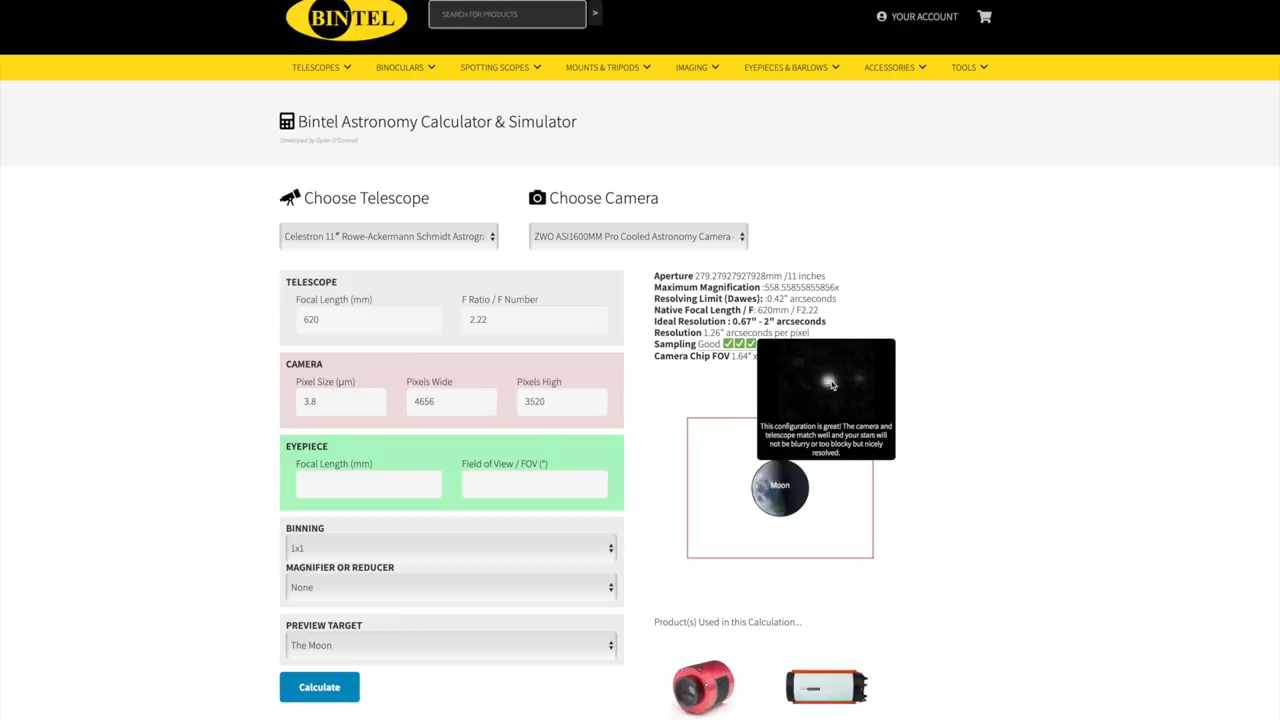 BINTEL
SEARCH FOR PRODUCTS
>
YOUR ACCOUNT
TELESCOPES
BINOCULARS
SPOTTING SCOPES
MOUNTS & TRIPODS
IMAGING
EYEPIECES & BARLOWS
ACCESSORIES
TOOLS
Bintel Astronomy Calculator & Simulator
Developed by Dylan O'Donnell
Choose Telescope
Choose Camera
Celestron 11″ Rowe-Ackermann Schmidt Astrogr
ZWO ASI1600MM Pro Cooled Astronomy Camera -
TELESCOPE
Focal Length (mm)
F Ratio / F Number
620
2.22
CAMERA
Pixel Size (µm)
Pixels Wide
Pixels High
3.8
4656
3520
EYEPIECE
Focal Length (mm)
Field of View / FOV (°)
BINNING
1x1
MAGNIFIER OR REDUCER
None
PREVIEW TARGET
The Moon
Calculate
Aperture 279.27927927928mm /11 inches
Maximum Magnification :558.55855855856x
Resolving Limit (Dawes): :0.42" arcseconds
Native Focal Length / F: 620mm / F2.22
Ideal Resolution : 0.67" - 2" arcseconds
Resolution 1.26" arcseconds per pixel
Sampling Good ✅✅✅
Camera Chip FOV 1.64° x
This configuration is great! The camera and
telescope match well and your stars will
not be blurry or too blocky but nicely
resolved.
Moon
Product(s) Used in this Calculation...